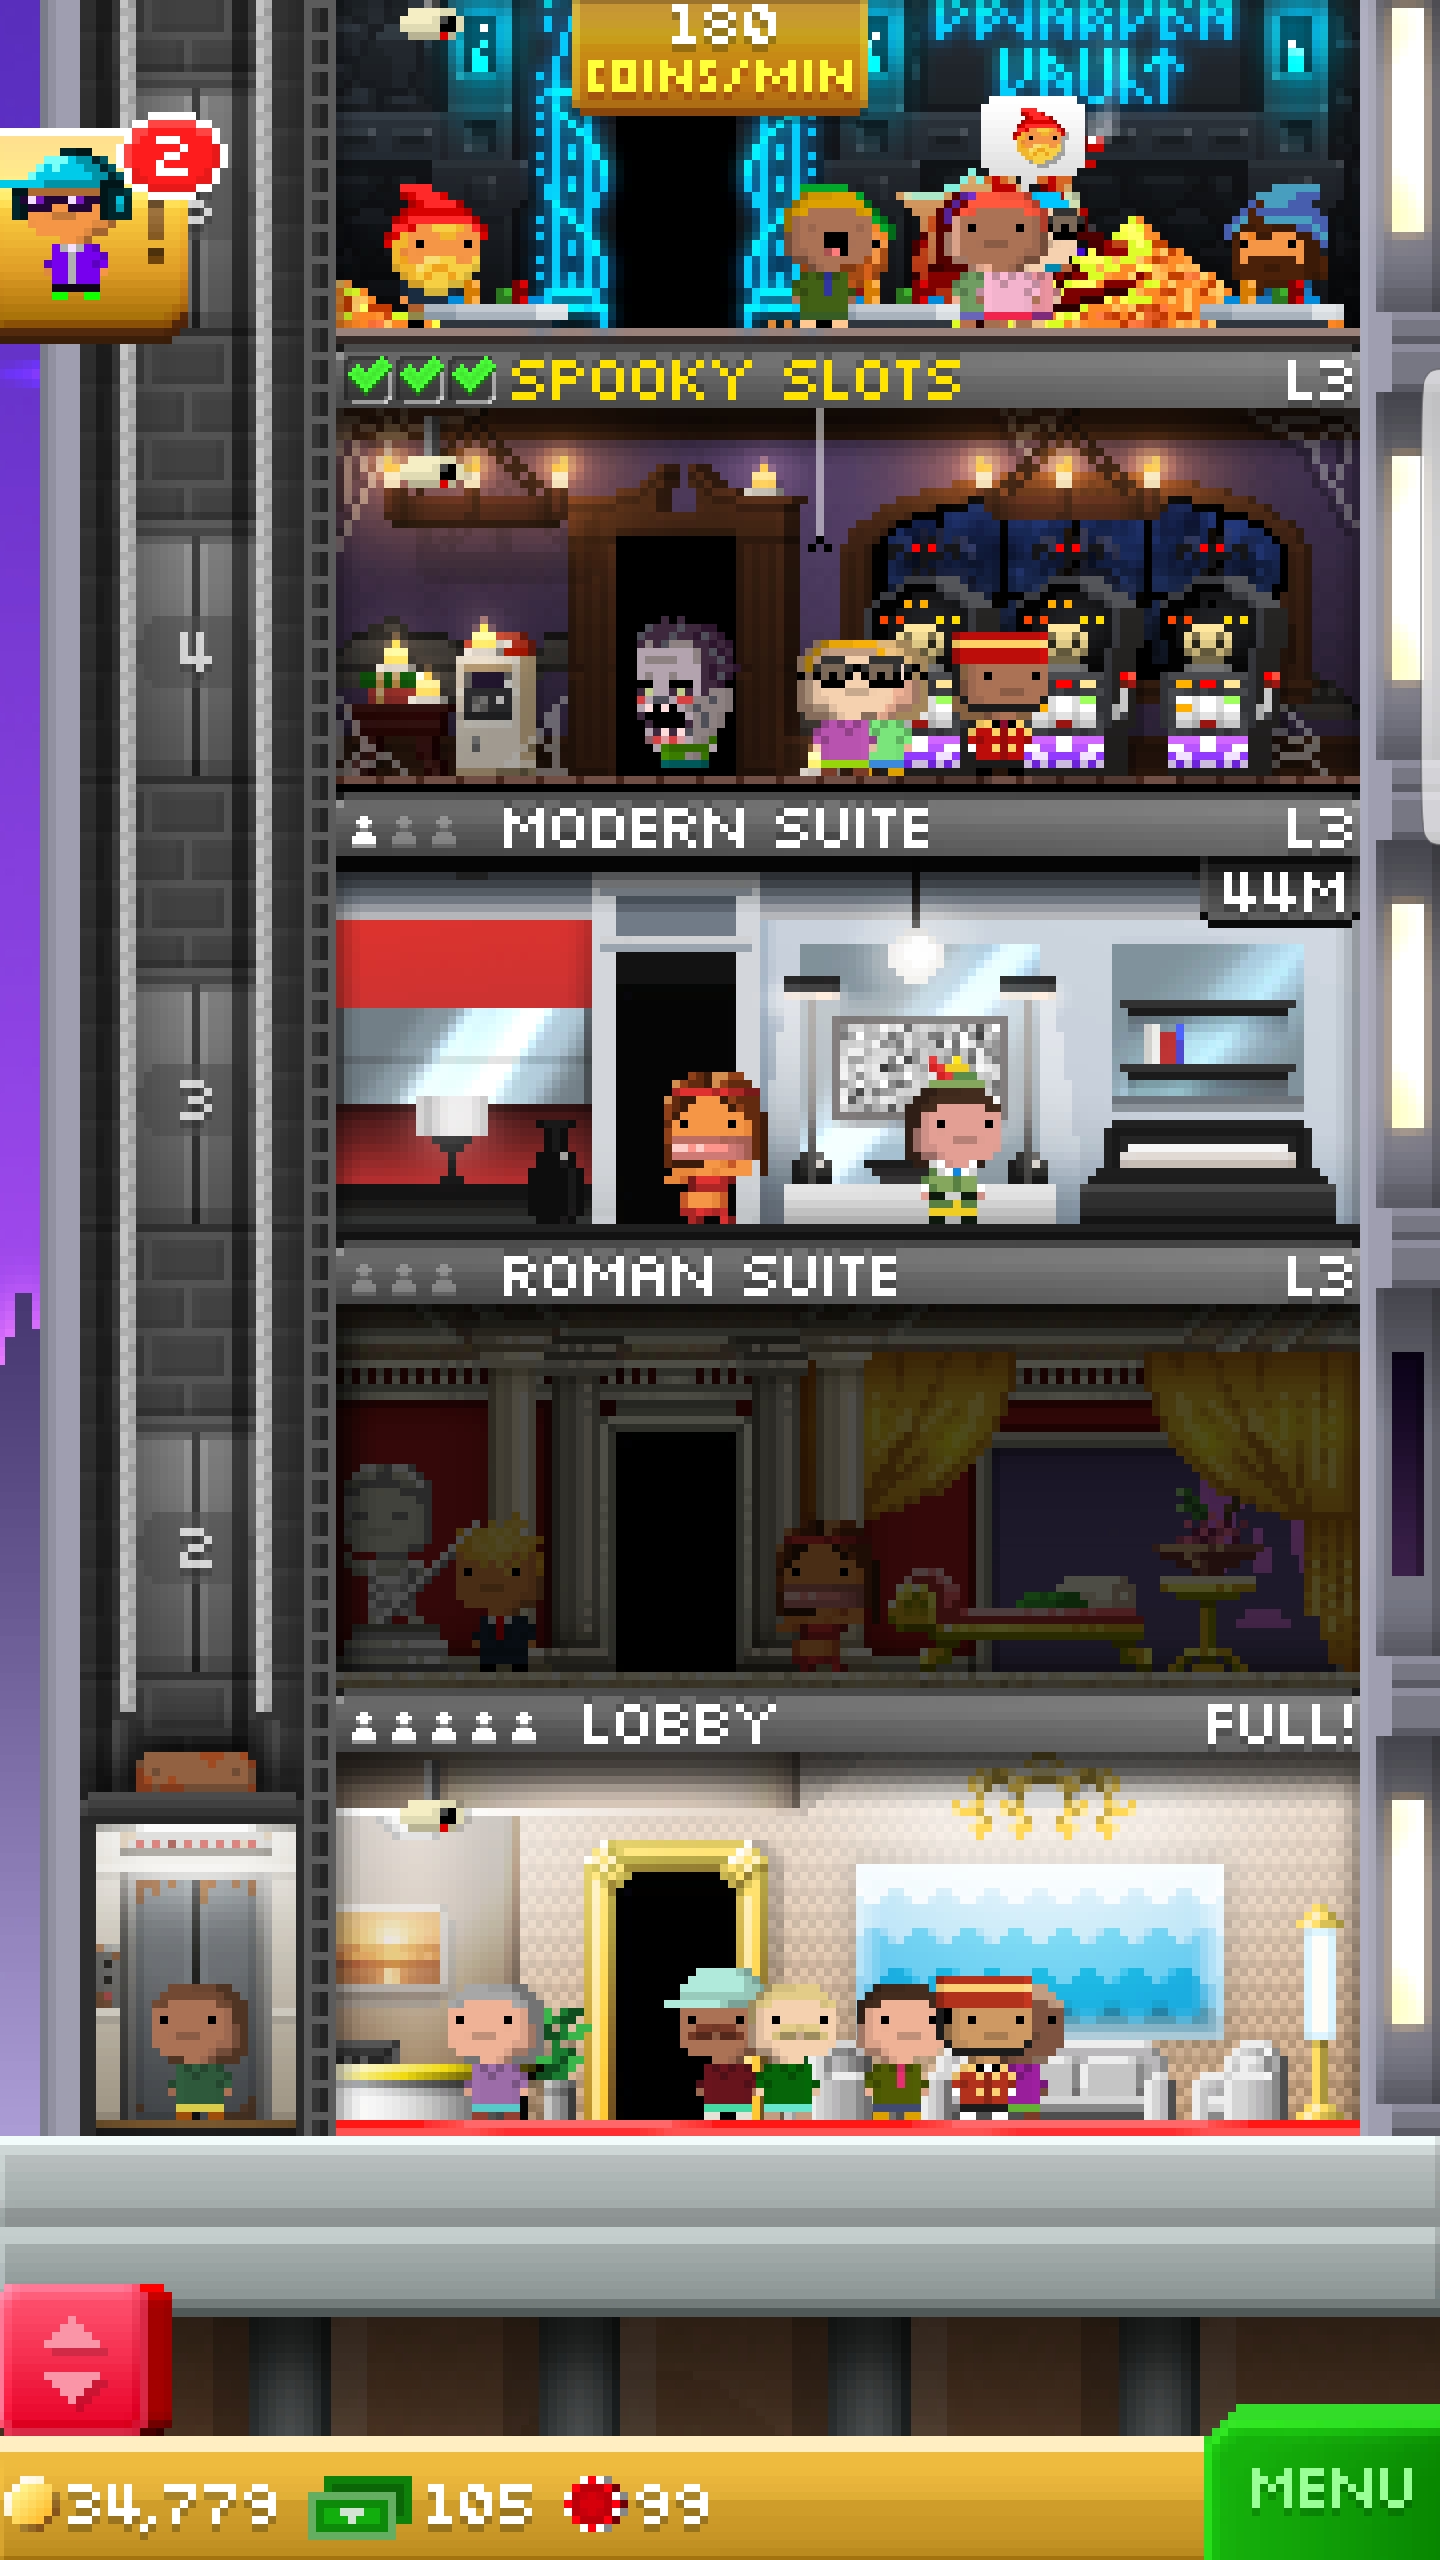 180
COINS/MIN
VAULT
2
SPOOKY SLOTS L3
4
MODERN SUITE L3
44M
3
ROMAN SUITE L3
2
LOBBY FULL!
34,779 105 99
MENU